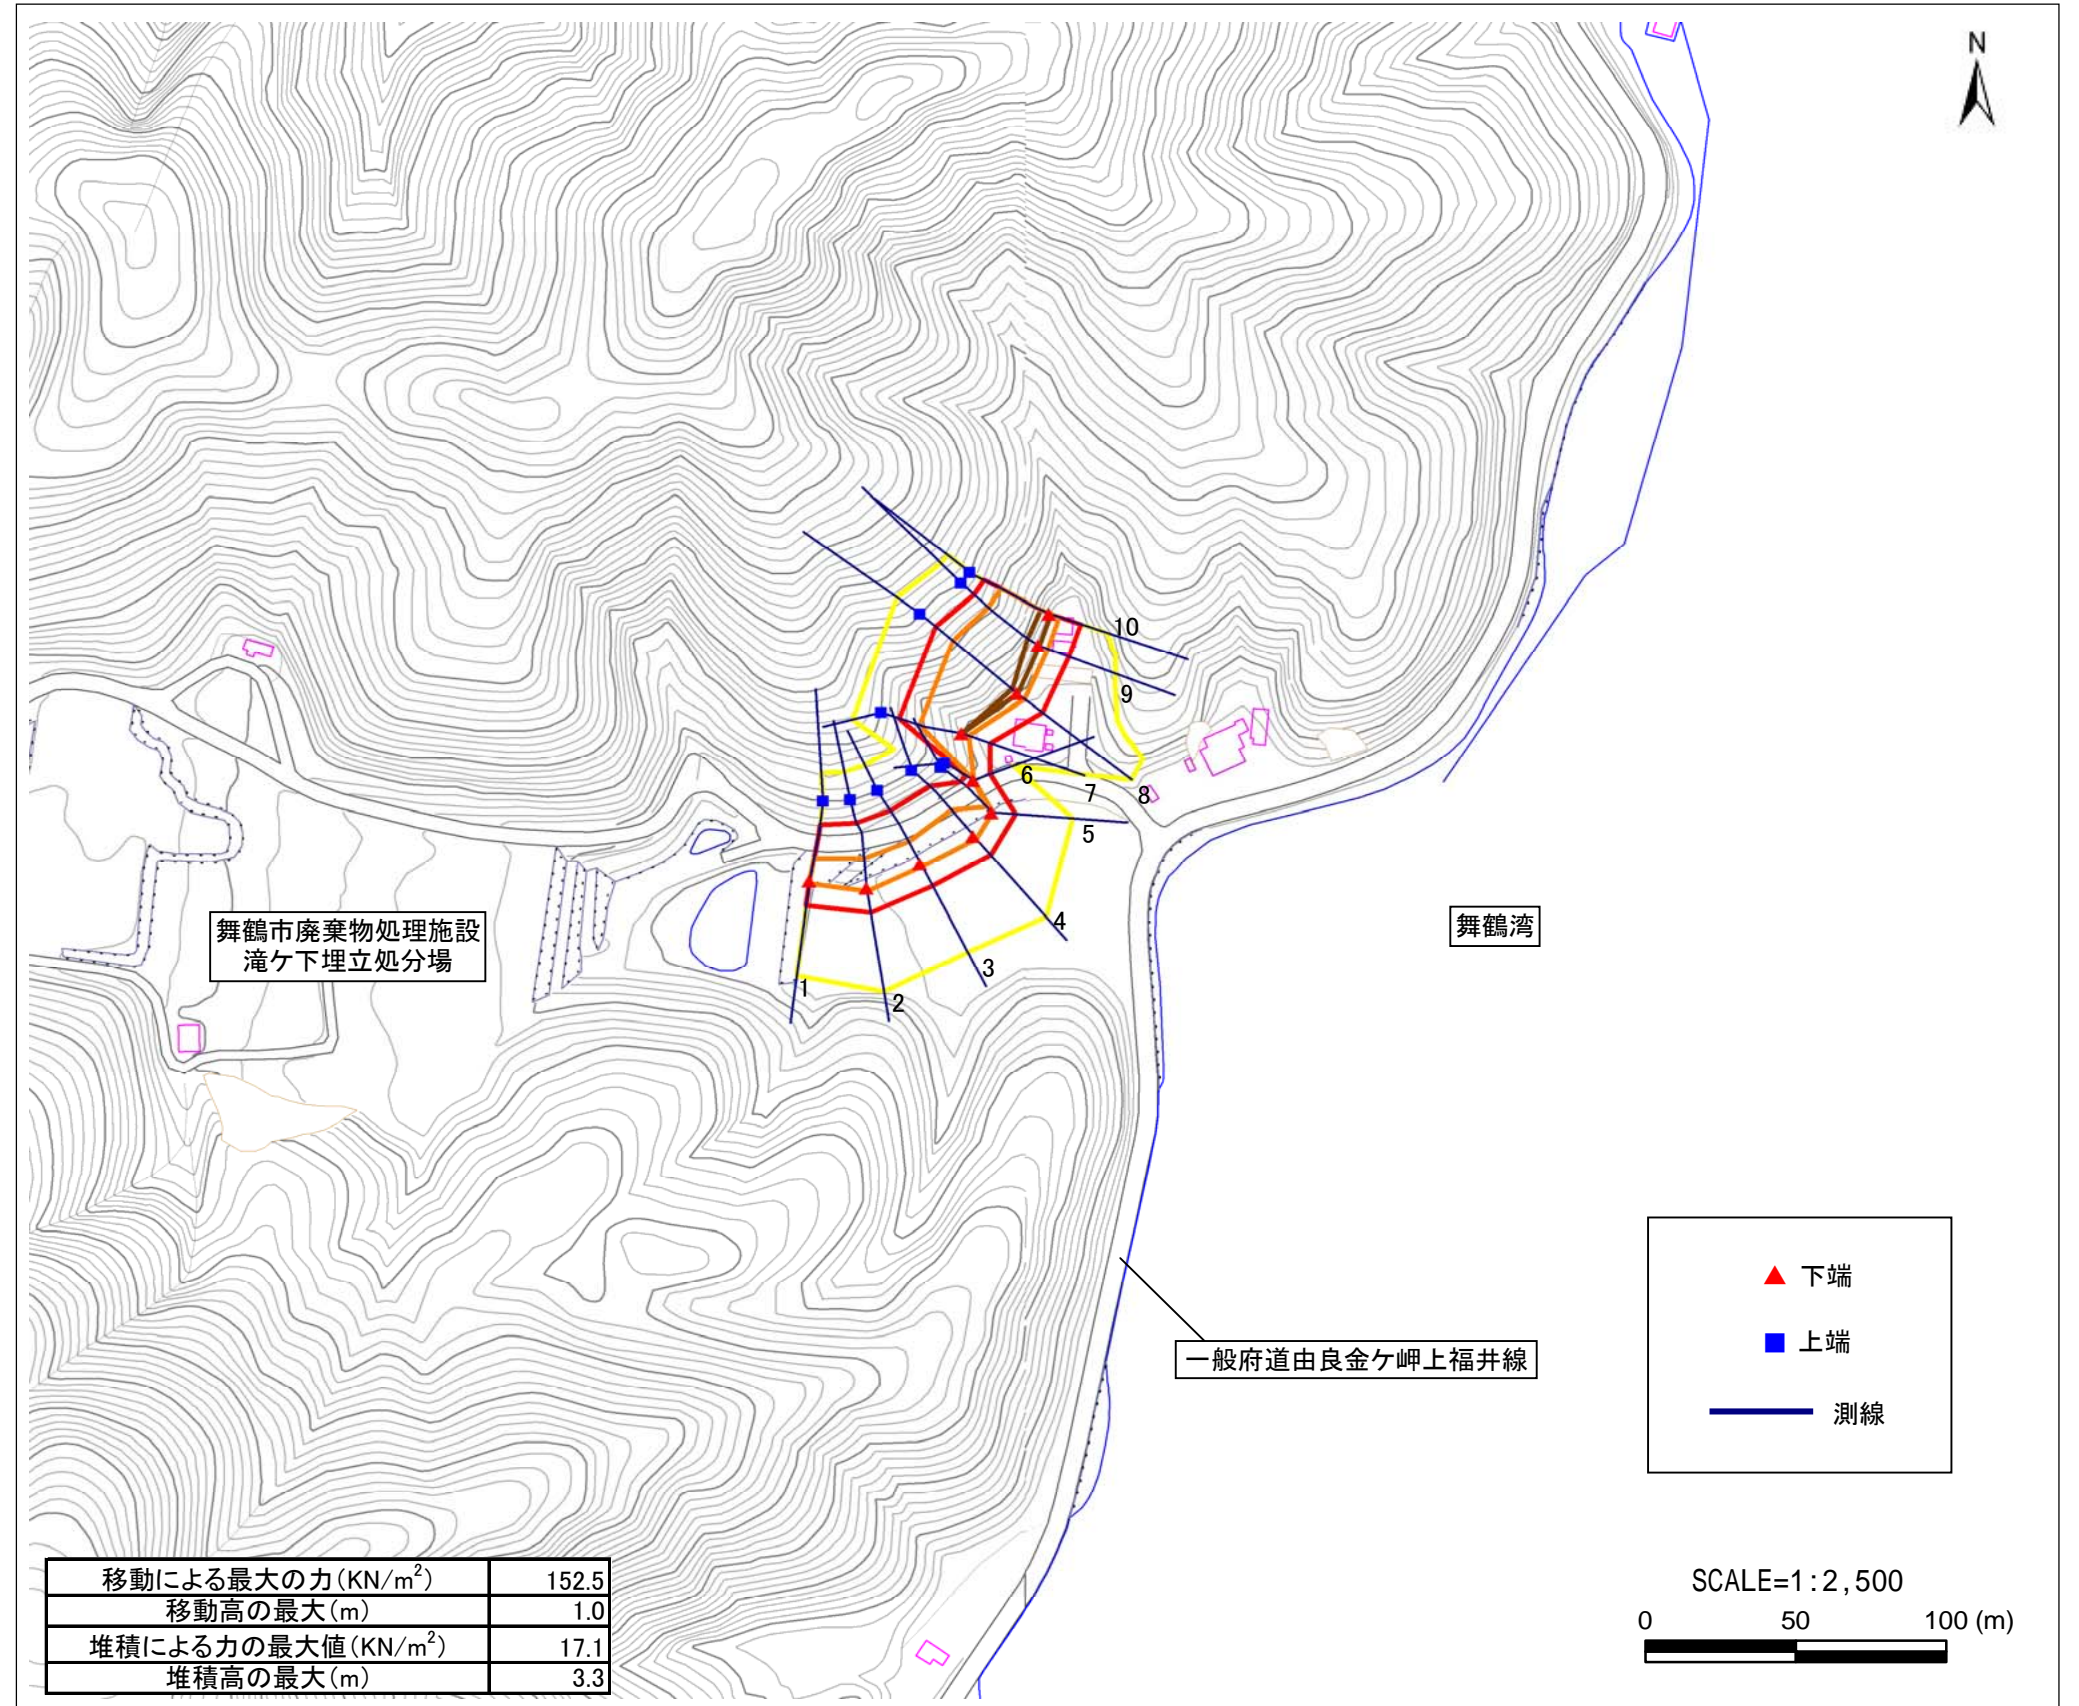 N
10
9
6
7
8
5
4
3
1
2
舞鶴市廃棄物処理施設
滝ケ下埋立処分場
舞鶴湾
一般府道由良金ケ岬上福井線
下端
上端
測線
移動による最大の力(KN/m²) 152.5
移動高の最大(m) 1.0
堆積による力の最大値(KN/m²) 17.1
堆積高の最大(m) 3.3
SCALE=1:2,500
0 50 100 (m)